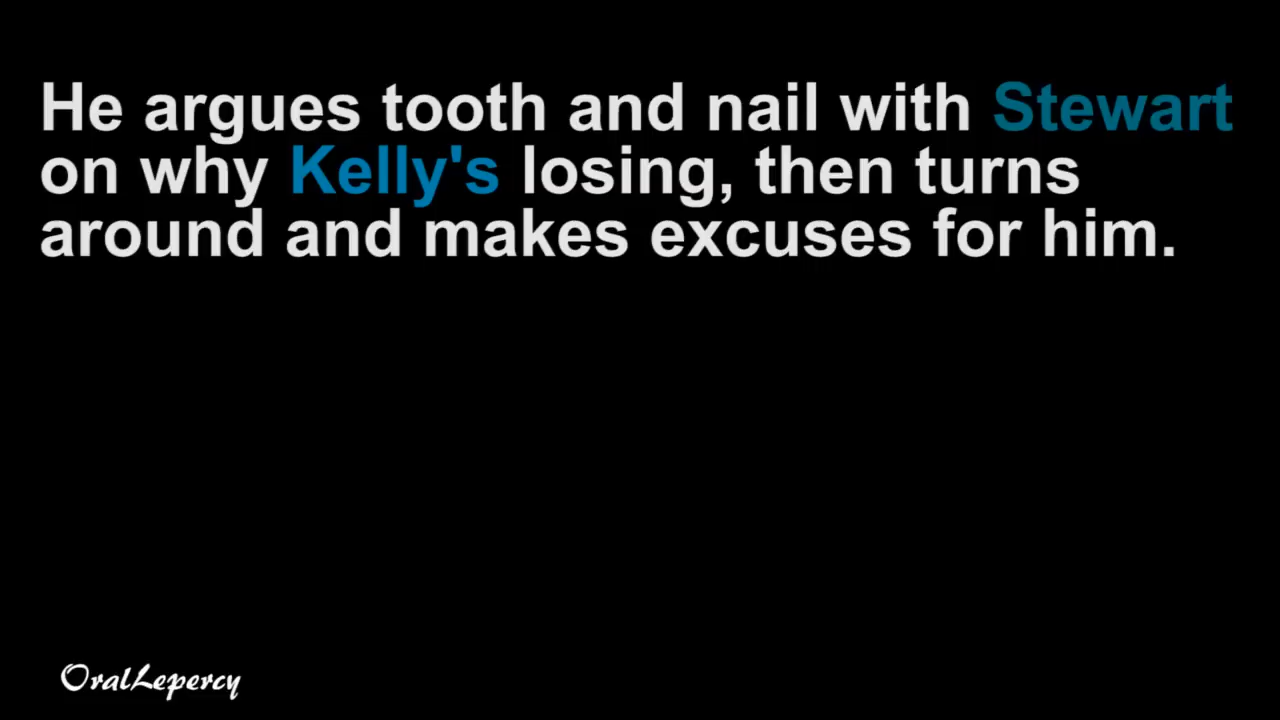 He argues tooth and nail with Stewart
on why Kelly's losing, then turns
around and makes excuses for him.
OralLepercy